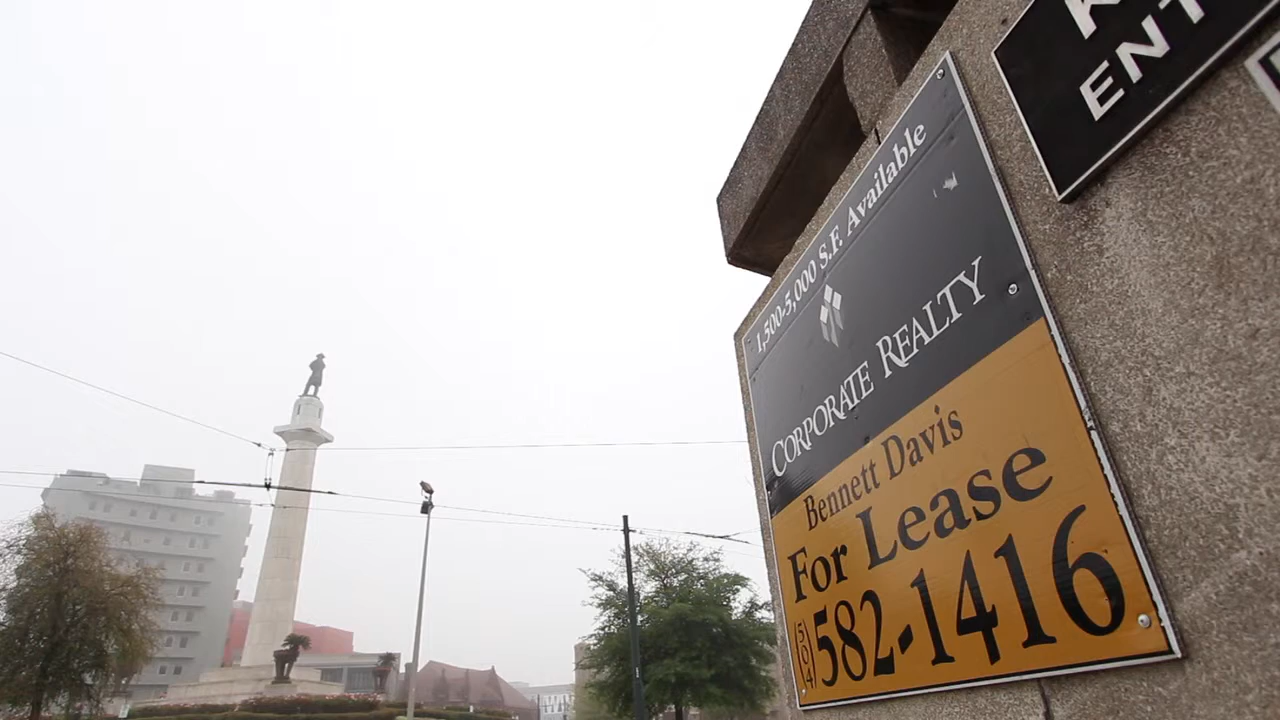 ENT
1,500-5,000 S.F. Available
CORPORATE REALTY
Bennett Davis
For Lease
(504) 582-1416